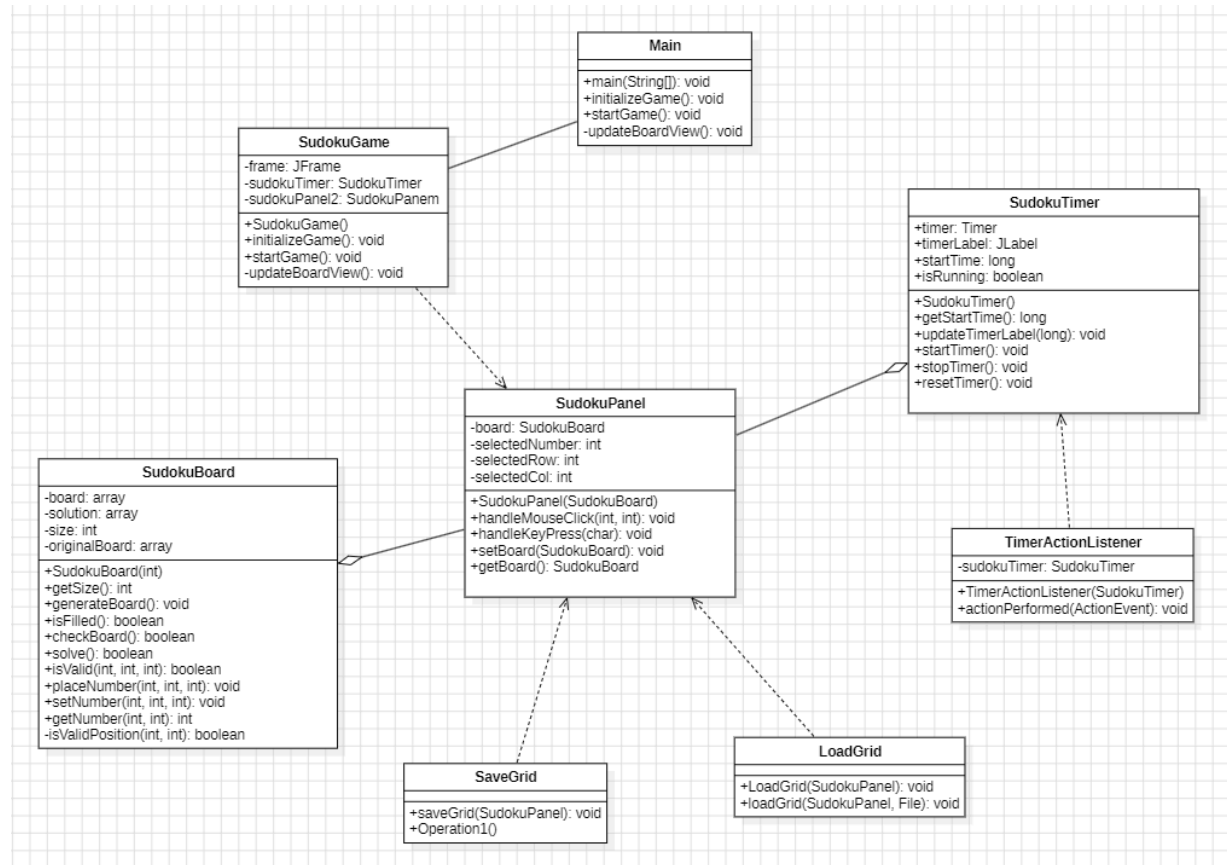 Main
+main(String[]): void
+initializeGame(): void
+startGame(): void
-updateBoardView(): void
SudokuGame
-frame: JFrame
-sudokuTimer: SudokuTimer
-sudokuPanel2: SudokuPanem
+SudokuGame()
+initializeGame(): void
+startGame(): void
-updateBoardView(): void
SudokuTimer
+timer: Timer
+timerLabel: JLabel
+startTime: long
+isRunning: boolean
+SudokuTimer()
+getStartTime(): long
+updateTimerLabel(long): void
+startTimer(): void
+stopTimer(): void
+resetTimer(): void
SudokuPanel
-board: SudokuBoard
-selectedNumber: int
-selectedRow: int
-selectedCol: int
+SudokuPanel(SudokuBoard)
+handleMouseClick(int, int): void
+handleKeyPress(char): void
+setBoard(SudokuBoard): void
+getBoard(): SudokuBoard
SudokuBoard
-board: array
-solution: array
-size: int
-originalBoard: array
+SudokuBoard(int)
+getSize(): int
+generateBoard(): void
+isFilled(): boolean
+checkBoard(): boolean
+solve(): boolean
+isValid(int, int, int): boolean
+placeNumber(int, int, int): void
+setNumber(int, int, int): void
+getNumber(int, int): int
-isValidPosition(int, int): boolean
TimerActionListener
-sudokuTimer: SudokuTimer
+TimerActionListener(SudokuTimer)
+actionPerformed(ActionEvent): void
SaveGrid
+saveGrid(SudokuPanel): void
+Operation1()
LoadGrid
+LoadGrid(SudokuPanel): void
+loadGrid(SudokuPanel, File): void